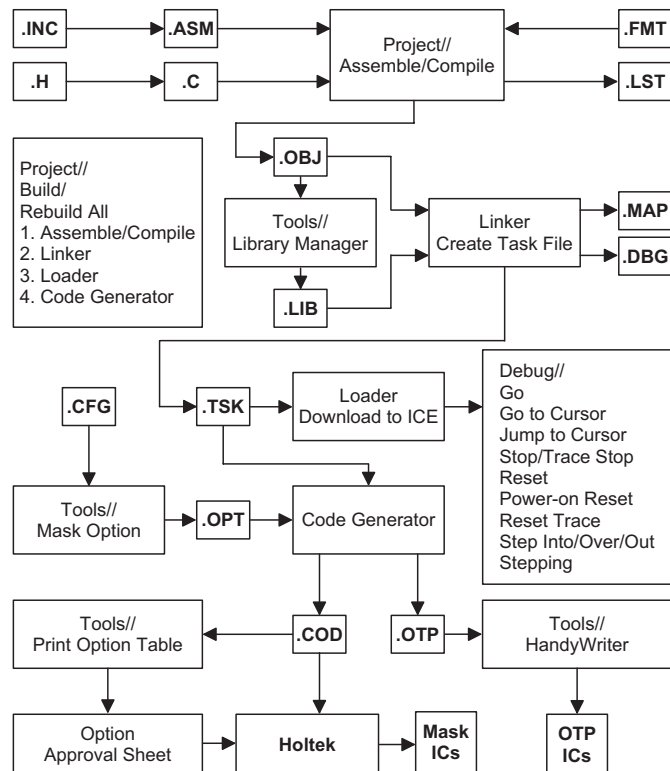 .INC
.ASM
Project//
Assemble/Compile
.FMT
.H
.C
.LST
Project//
Build/
Rebuild All
1. Assemble/Compile
2. Linker
3. Loader
4. Code Generator
.OBJ
Tools//
Library Manager
.LIB
Linker
Create Task File
.MAP
.DBG
.CFG
.TSK
Loader
Download to ICE
Debug//
Go
Go to Cursor
Jump to Cursor
Stop/Trace Stop
Reset
Power-on Reset
Reset Trace
Step Into/Over/Out
Stepping
Tools//
Mask Option
.OPT
Code Generator
Tools//
Print Option Table
.COD
.OTP
Tools//
HandyWriter
Option
Approval Sheet
Holtek
Mask
ICs
OTP
ICs